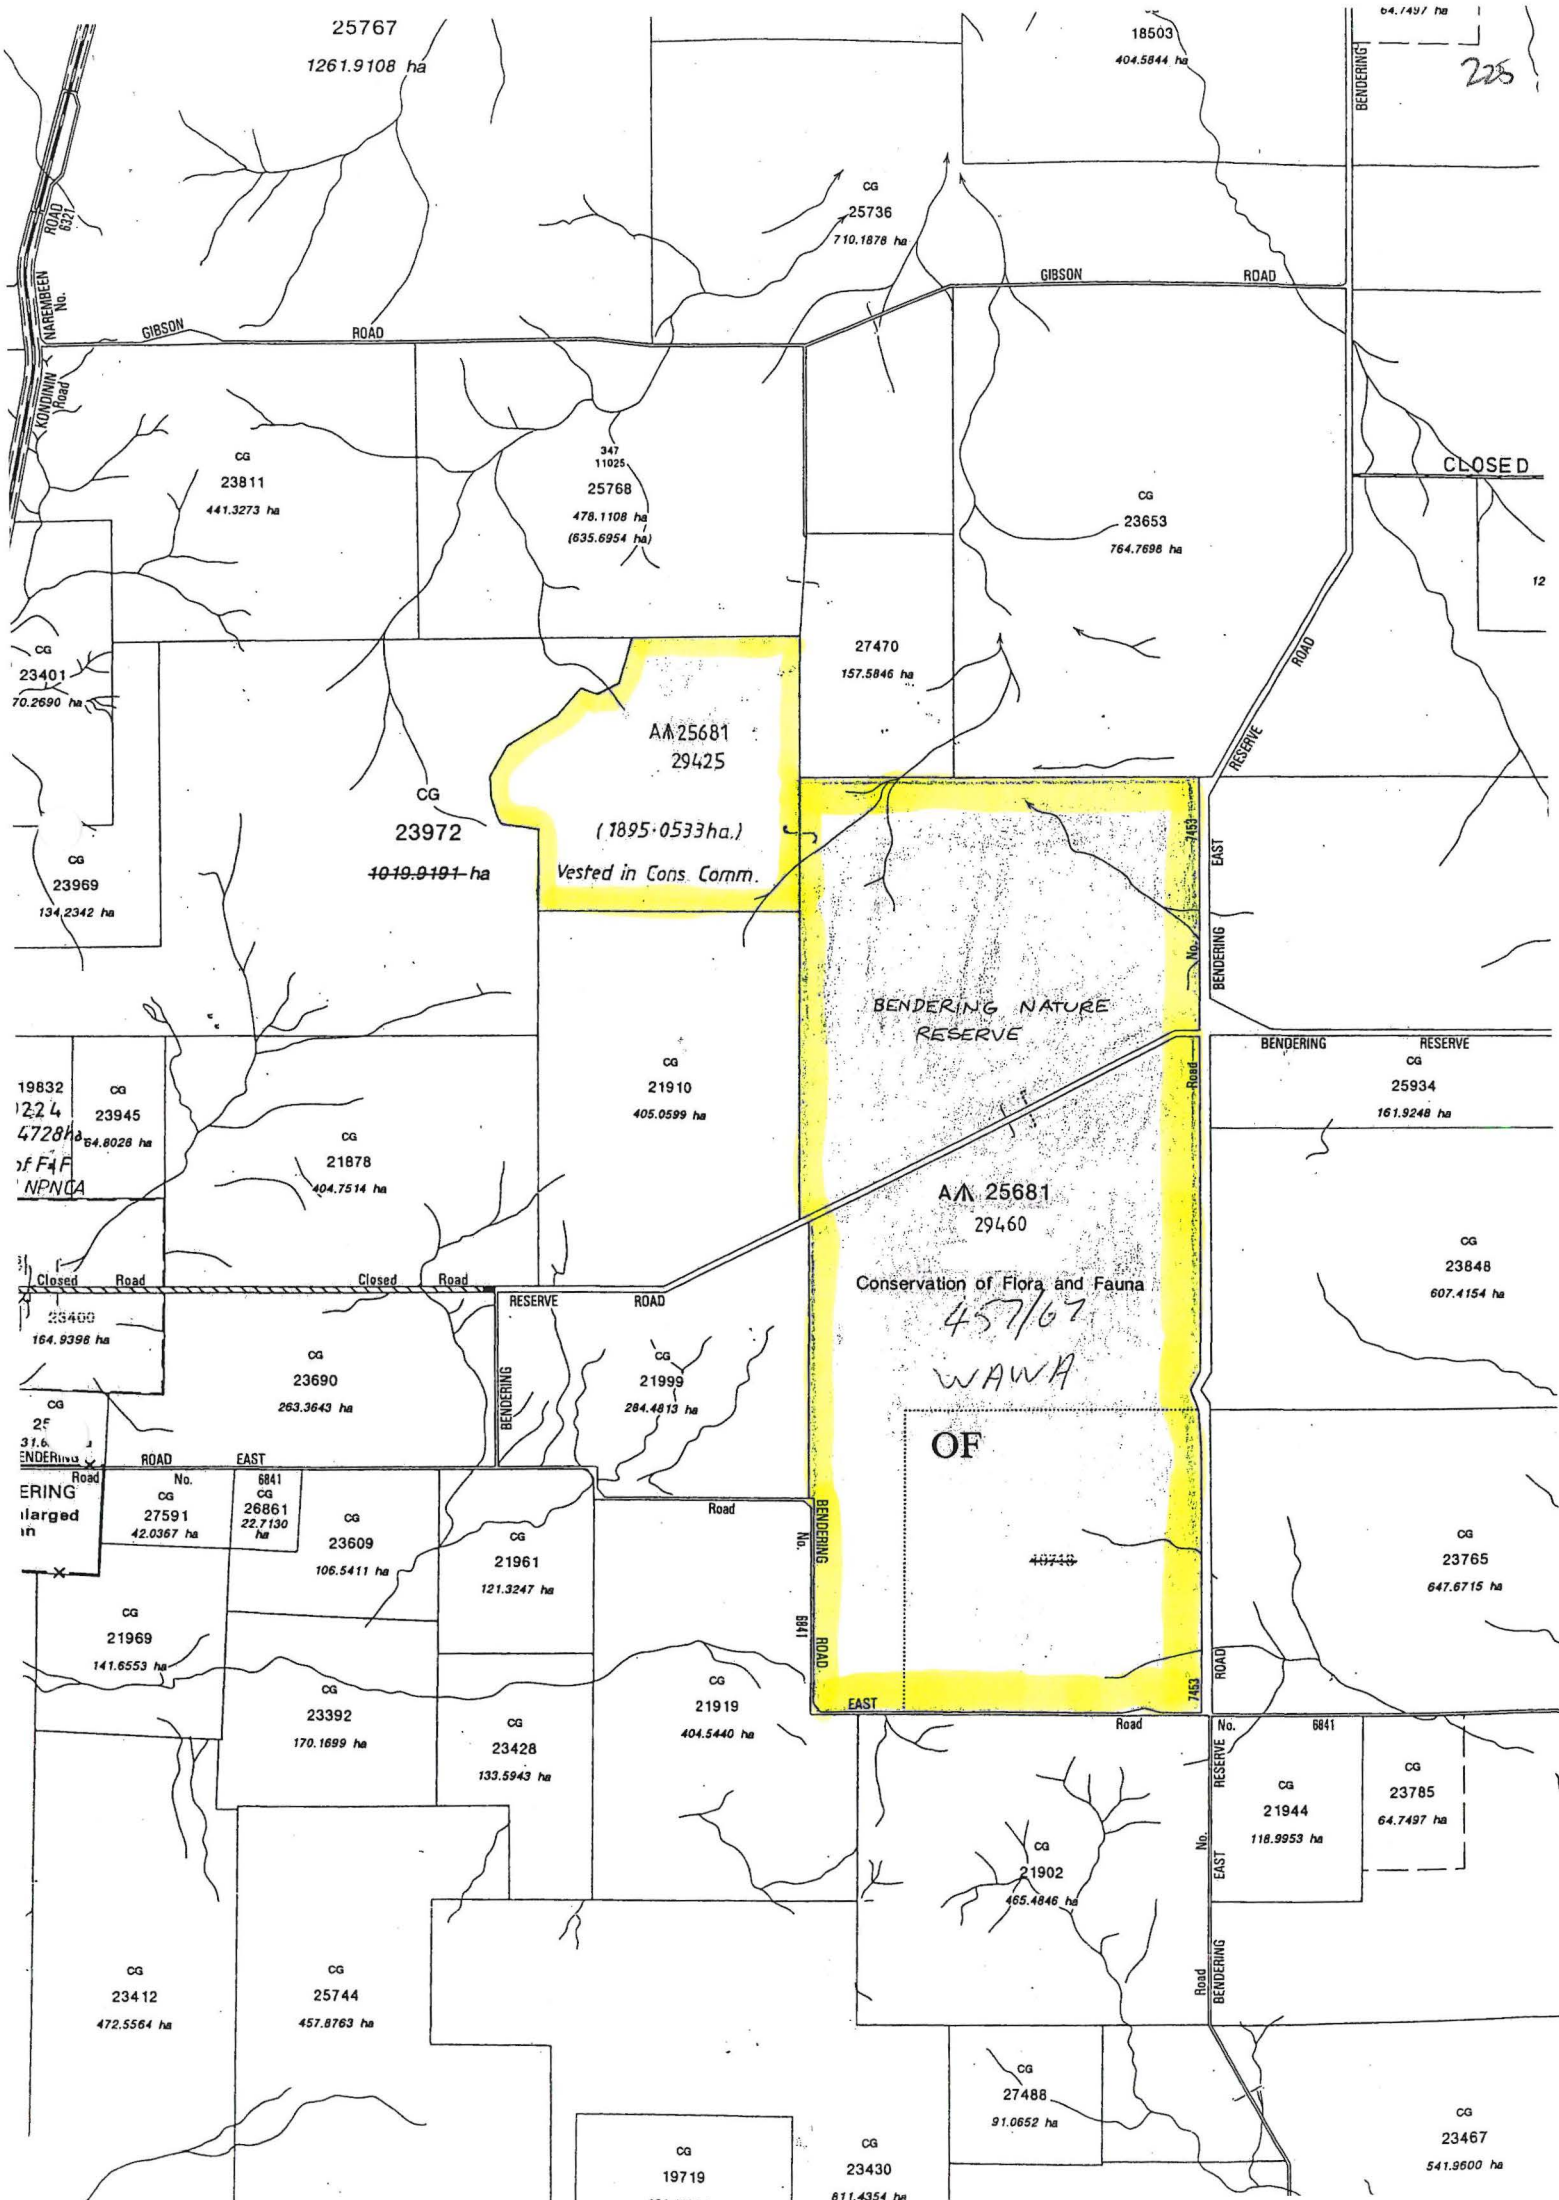 25767
1261.9108 ha
18503
404.5844 ha
64.7497 ha
BENDERING
225
ROAD
6321
NAREMBEEN
No.
KONDININ
Road
CG
25736
710.1878 ha
GIBSON ROAD
GIBSON ROAD
CG
23811
441.3273 ha
347
11025
25768
478.1108 ha
(635.6954 ha)
CG
23653
764.7698 ha
CLOSED
12
CG
23401
70.2690 ha
27470
157.5846 ha
ROAD
RESERVE
A 25681
29425
(1895.0533ha.)
Vested in Cons. Comm.
CG
23972
1019.9191 ha
CG
23969
134.2342 ha
7453
No.
Road
EAST
BENDERING
BENDERING NATURE
RESERVE
BENDERING RESERVE
CG
25934
161.9248 ha
19832
4728ha
of F&F
NPNCA
CG
23945
64.8028 ha
CG
21878
404.7514 ha
CG
21910
405.0599 ha
A 25681
29460
Conservation of Flora and Fauna
457/67
WAWA
OF
10718
CG
23848
607.4154 ha
Closed Road Closed Road
RESERVE ROAD
BENDERING
23400
164.9398 ha
CG
23690
263.3643 ha
CG
21999
284.4813 ha
CG
ENDERING ROAD EAST
Road No. 6841
ERING
nlarged
CG
27591
42.0367 ha
CG
26861
22.7130
ha
CG
23609
106.5411 ha
CG
21961
121.3247 ha
Road
No.
6841
BENDERING
ROAD
CG
23765
647.6715 ha
CG
21969
141.6553 ha
CG
23392
170.1699 ha
CG
23428
133.5943 ha
CG
21919
404.5440 ha
EAST
Road No. 6841
7453
ROAD
RESERVE
EAST
BENDERING
No.
Road
CG
21944
118.9953 ha
CG
23785
64.7497 ha
CG
21902
465.4846 ha
CG
23412
472.5564 ha
CG
25744
457.8763 ha
CG
27488
91.0652 ha
CG
23467
541.9600 ha
CG
19719
CG
23430
811.4354 ha